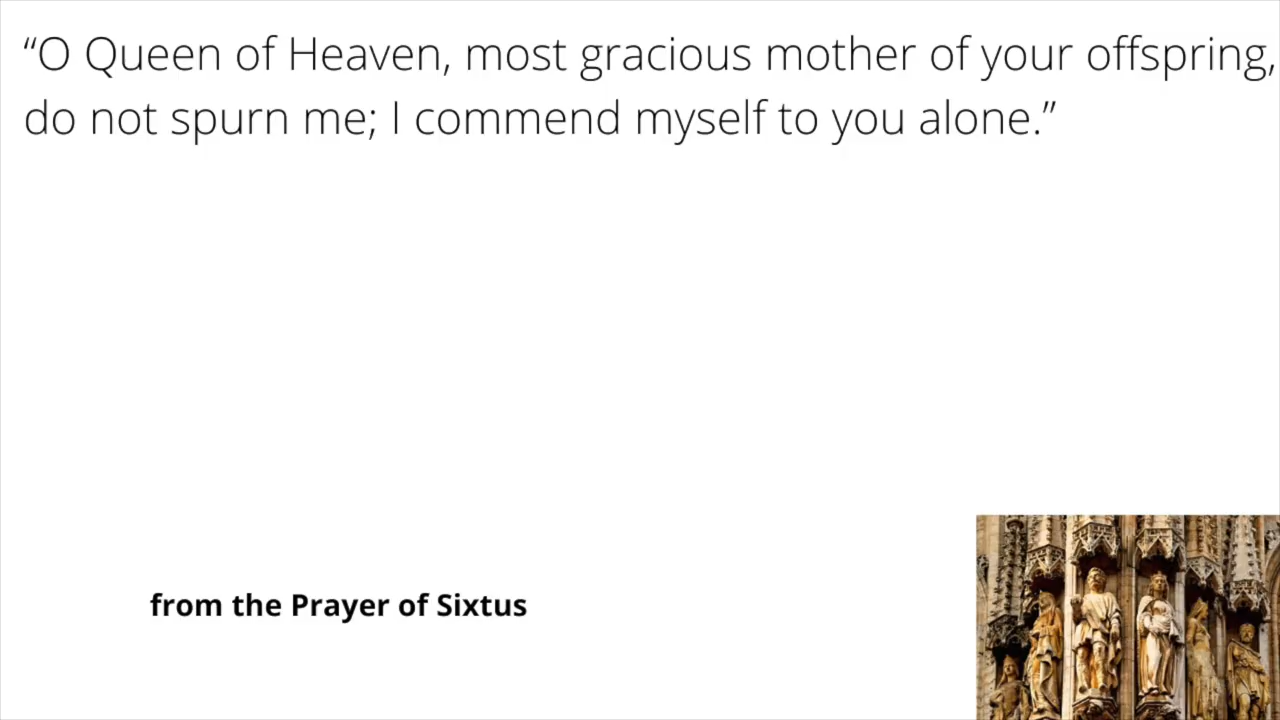 “O Queen of Heaven, most gracious mother of your offspring,
do not spurn me; I commend myself to you alone.”
from the Prayer of Sixtus